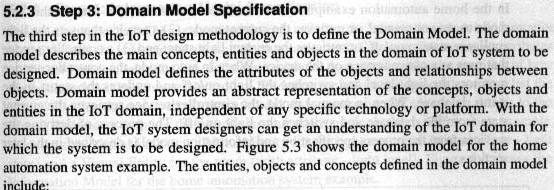 5.2.3 Step 3: Domain Model Specification
The third step in the IoT design methodology is to define the Domain Model. The domain
model describes the main concepts, entities and objects in the domain of IoT system to be
designed. Domain model defines the attributes of the objects and relationships between
objects. Domain model provides an abstract representation of the concepts, objects and
entities in the IoT domain, independent of any specific technology or platform. With the
domain model, the IoT system designers can get an understanding of the IoT domain for
which the system is to be designed. Figure 5.3 shows the domain model for the home
automation system example. The entities, objects and concepts defined in the domain model
include: